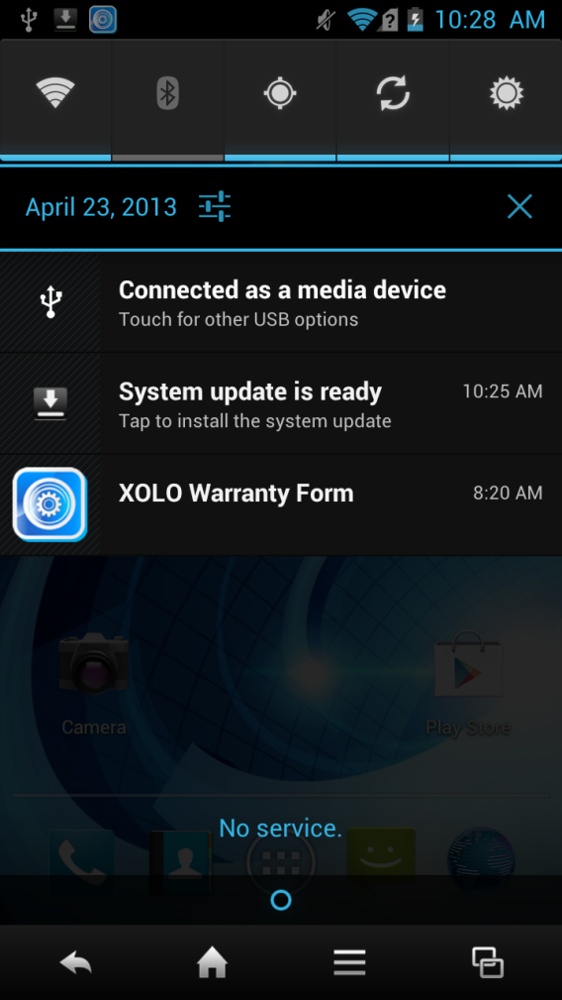 10:28 AM
April 23, 2013
Connected as a media device
Touch for other USB options
System update is ready
10:25 AM
Tap to install the system update
XOLO Warranty Form
8:20 AM
Camera
Play Store
No service.